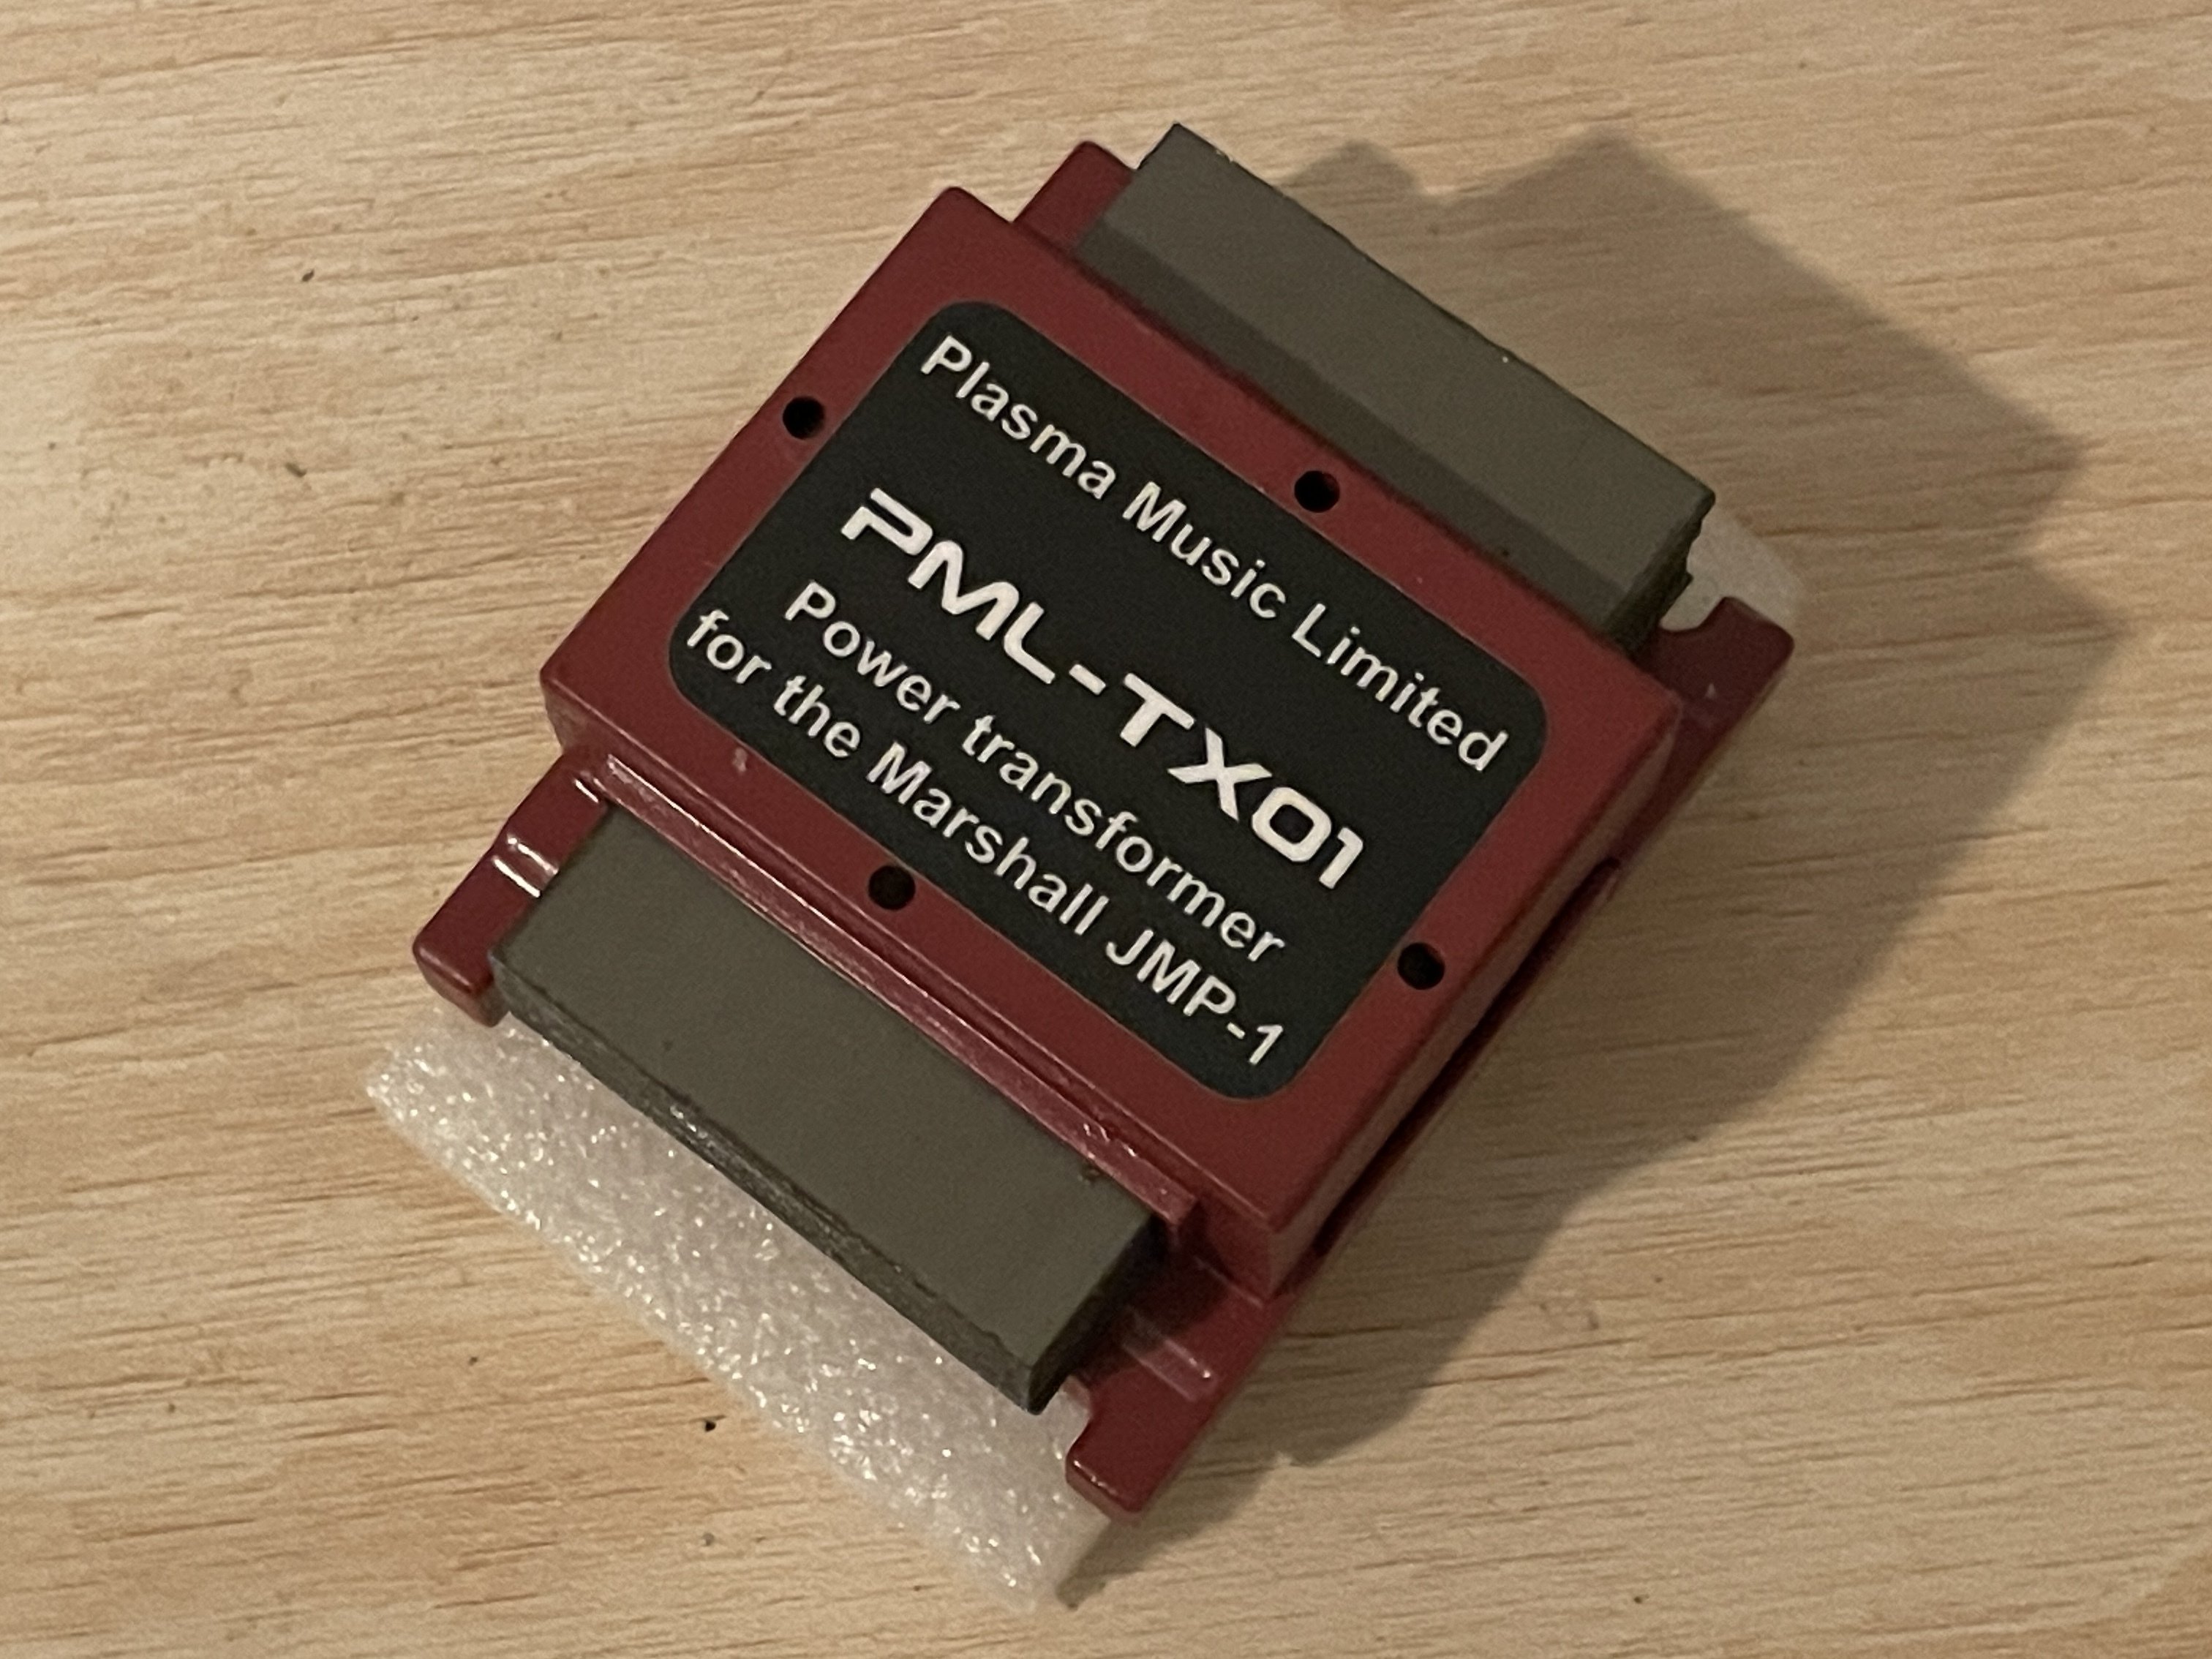 Plasma Music Limited
PML-TX01
Power transformer
for the Marshall JMP-1